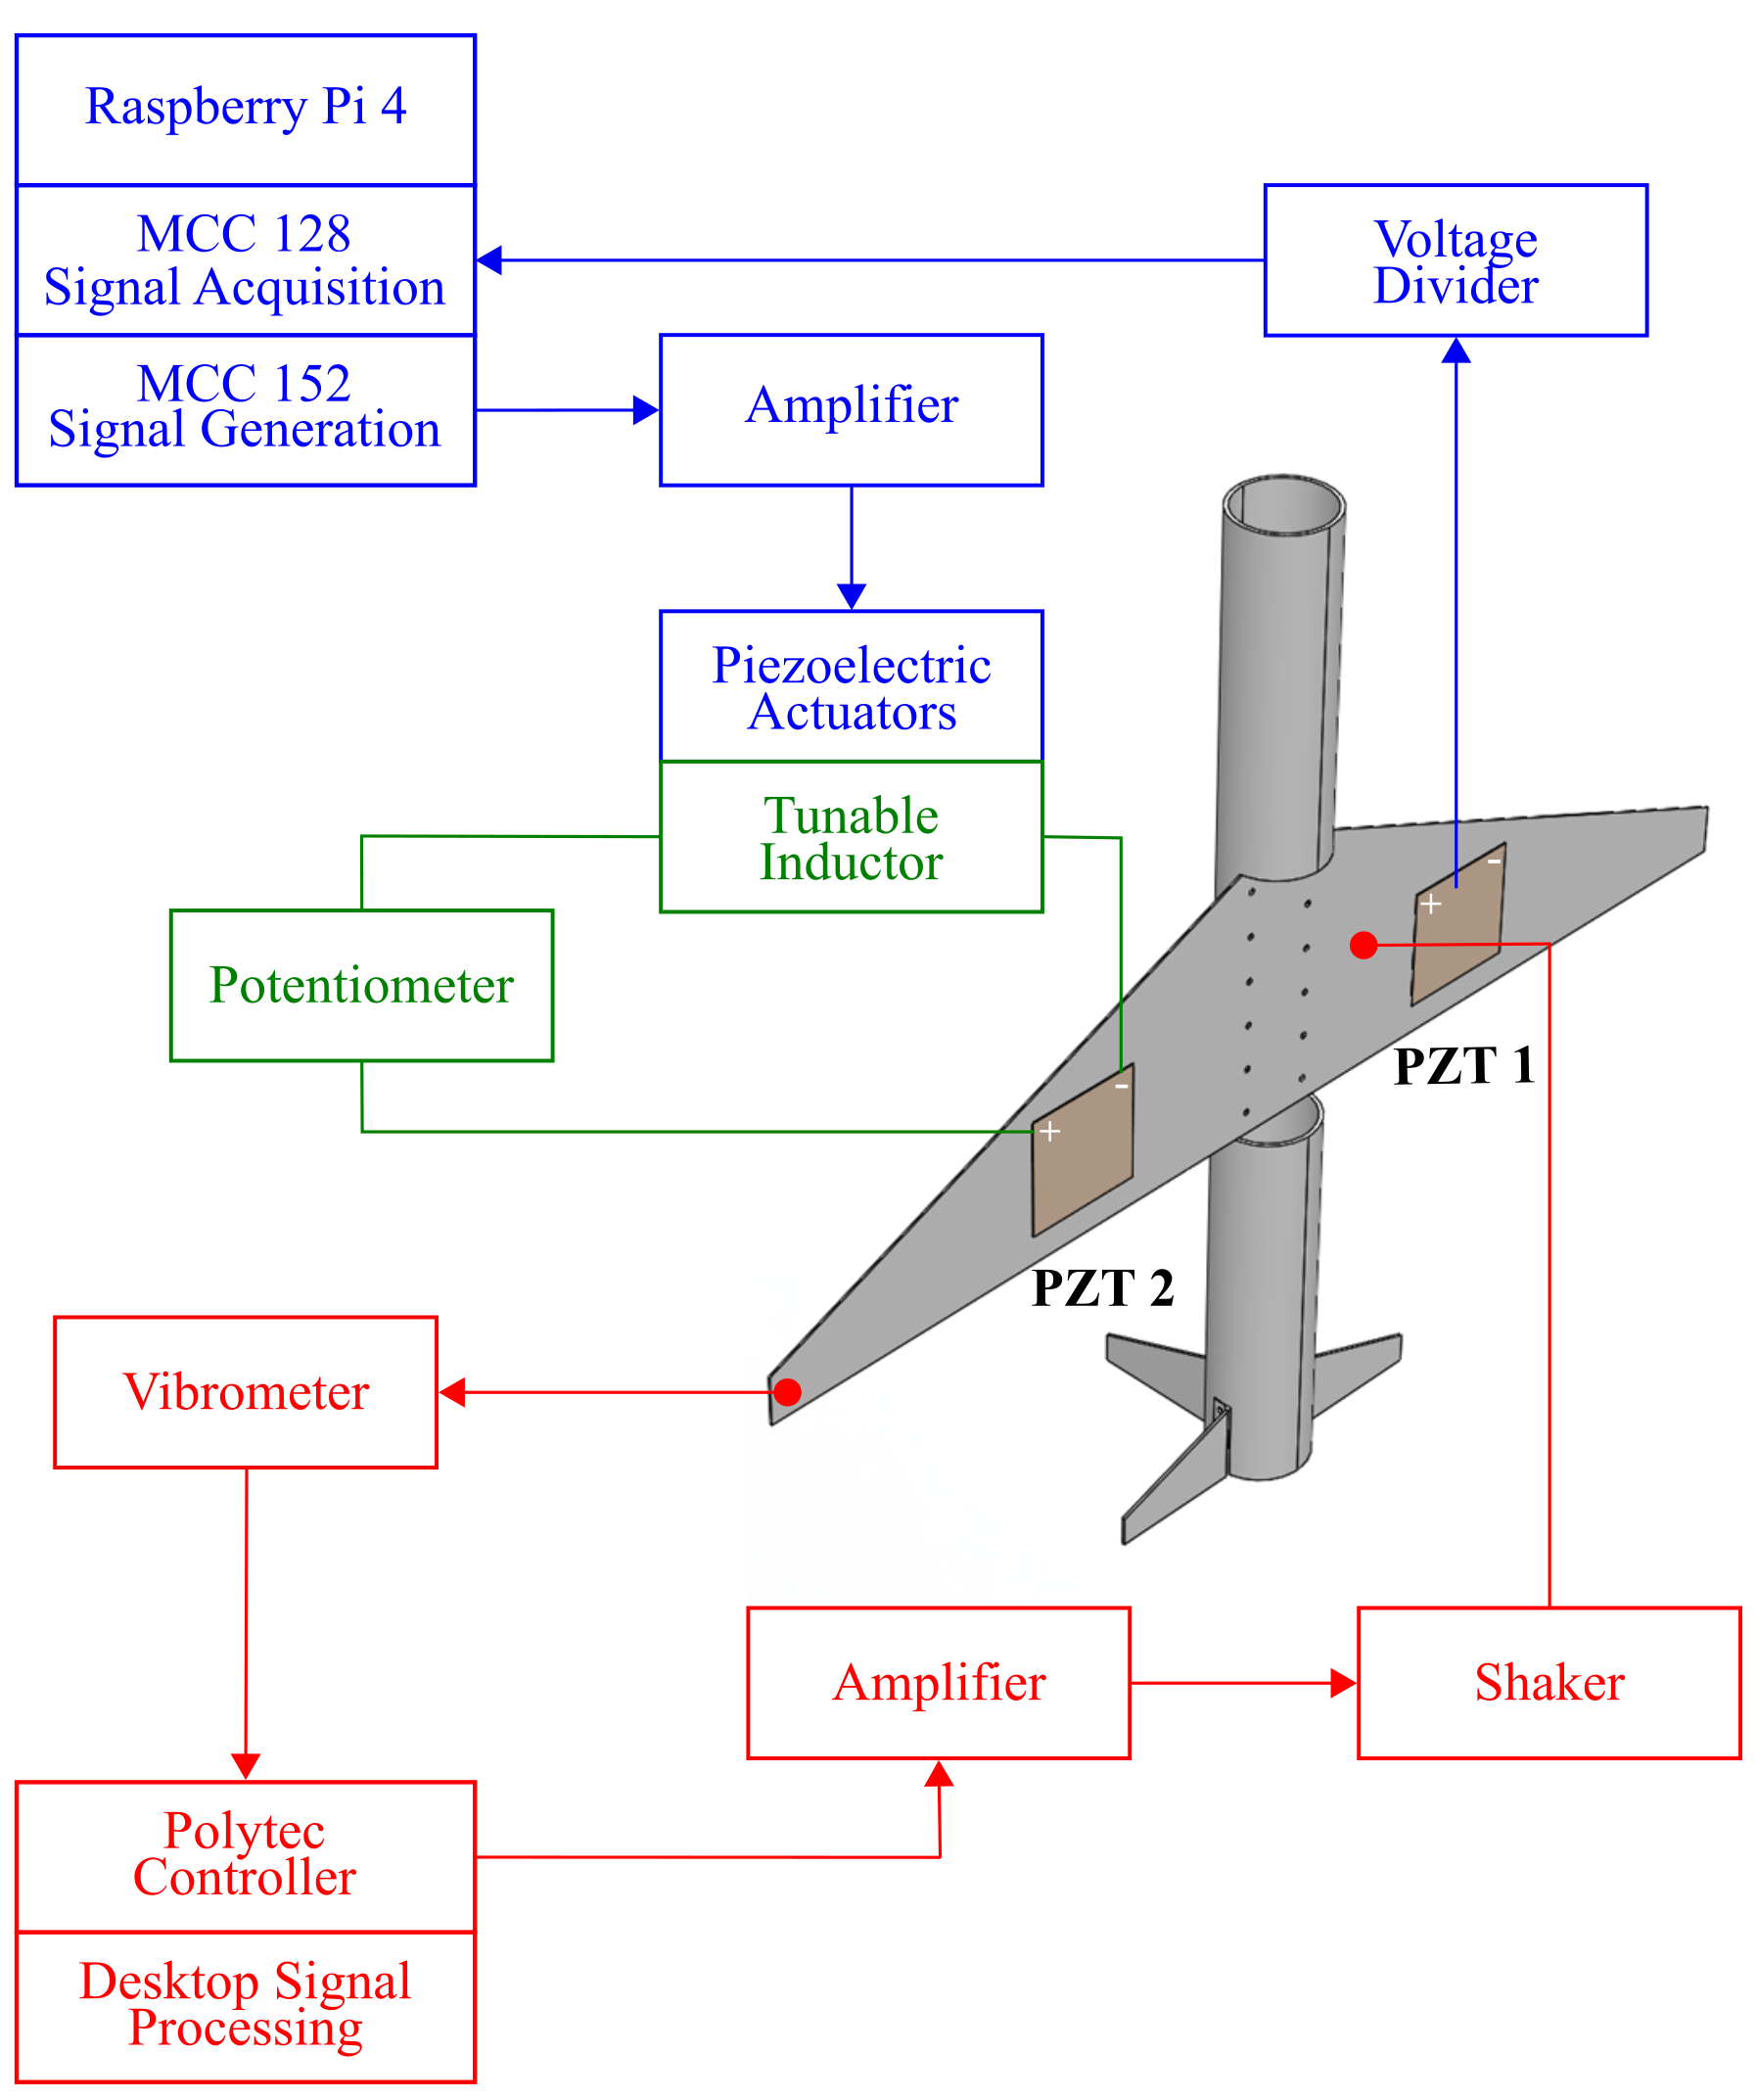 Raspberry Pi 4
MCC 128
Signal Acquisition
MCC 152
Signal Generation
Voltage
Divider
Amplifier
Piezoelectric
Actuators
Tunable
Inductor
Potentiometer
-
+
PZT 1
-
+
PZT 2
Vibrometer
Amplifier
Shaker
Polytec
Controller
Desktop Signal
Processing